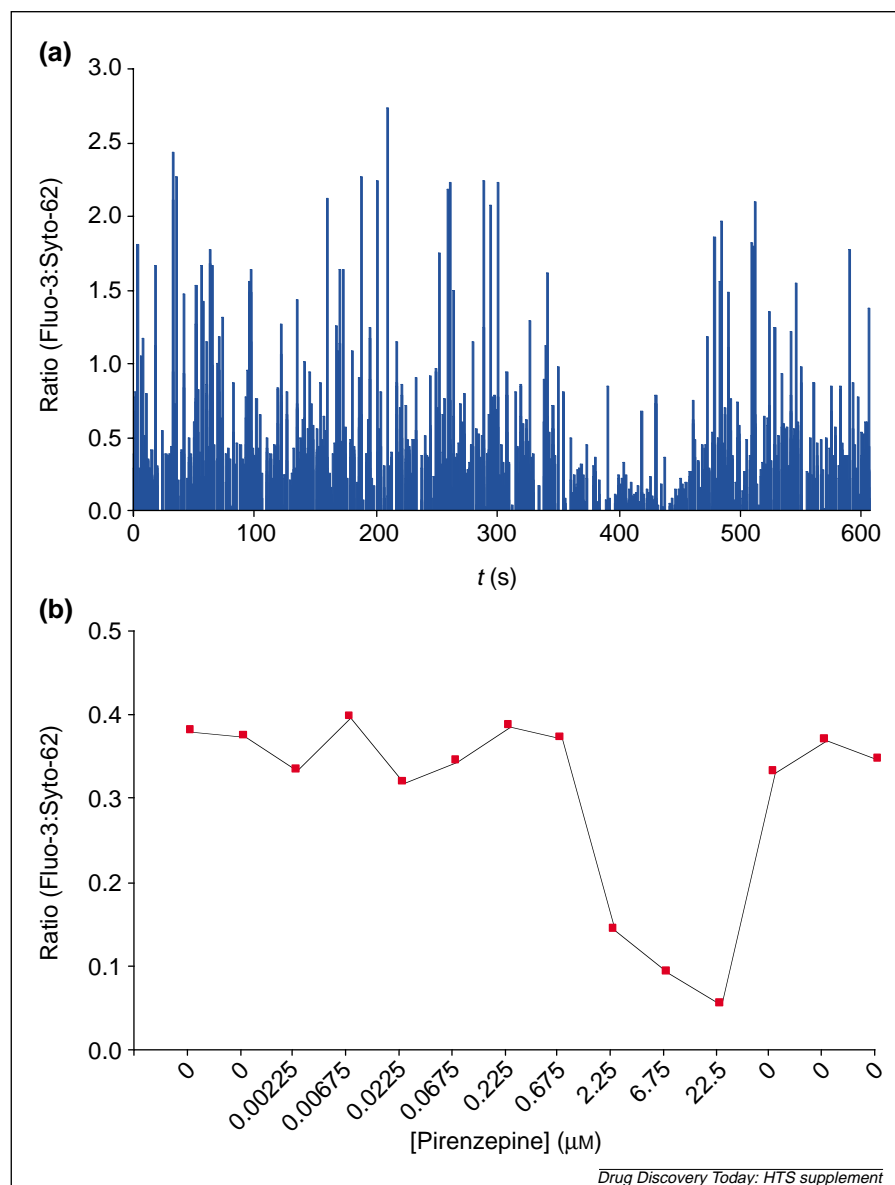 (a)
3.0
2.5
2.0
1.5
1.0
0.5
0.0
Ratio (Fluo-3:Syto-62)
0 100 200 300 400 500 600
t (s)
(b)
0.5
0.4
0.3
0.2
0.1
0.0
Ratio (Fluo-3:Syto-62)
0 0 0.00225 0.00675 0.0225 0.0675 0.225 0.675 2.25 6.75 22.5 0 0 0
[Pirenzepine] (µM)
Drug Discovery Today: HTS supplement